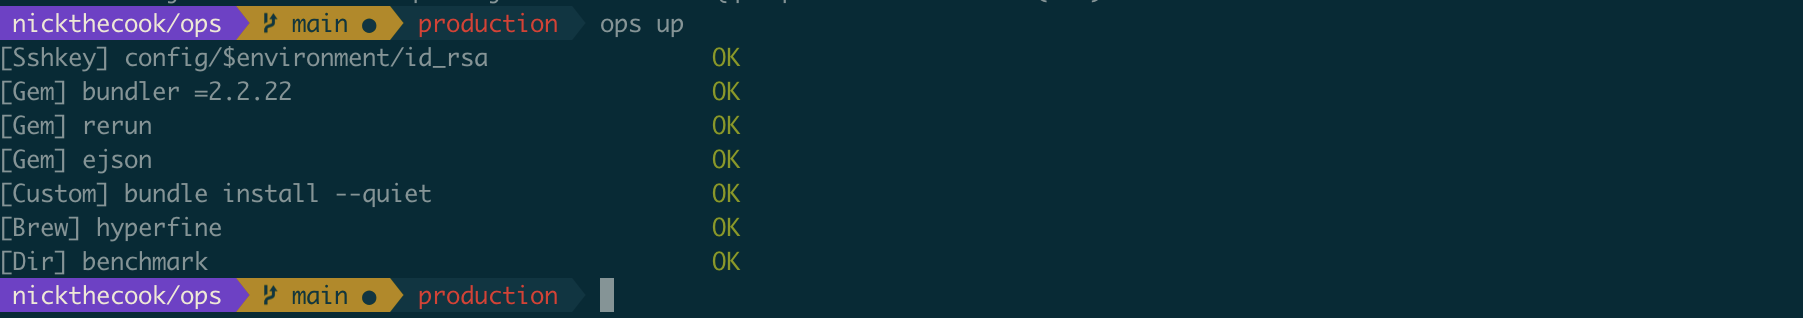 nickthecook/ops main ● production ops up
[Sshkey] config/$environment/id_rsa OK
[Gem] bundler =2.2.22 OK
[Gem] rerun OK
[Gem] ejson OK
[Custom] bundle install --quiet OK
[Brew] hyperfine OK
[Dir] benchmark OK
nickthecook/ops main ● production